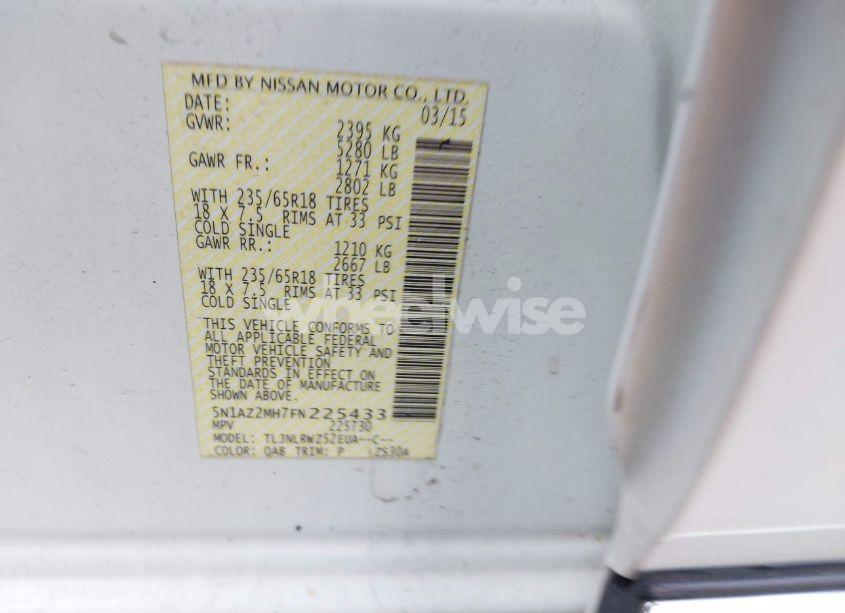 MFD BY NISSAN MOTOR CO., LTD.
DATE: 03/15
GVWR: 2395 KG
5280 LB
GAWR FR.: 1271 KG
2802 LB
WITH 235/65R18 TIRES
18 X 7.5 RIMS AT 33 PSI
COLD SINGLE
GAWR RR.: 1210 KG
2667 LB
WITH 235/65R18 TIRES
18 X 7.5 RIMS AT 33 PSI
COLD SINGLE
wheelwise
THIS VEHICLE CONFORMS TO
ALL APPLICABLE FEDERAL
MOTOR VEHICLE SAFETY AND
THEFT PREVENTION
STANDARDS IN EFFECT ON
THE DATE OF MANUFACTURE
SHOWN ABOVE.
5N1AZ2MH7FN225433
MPV 225730
MODEL: TLJNLRWZ52EUA--C--
COLOR: QAB TRIM: P